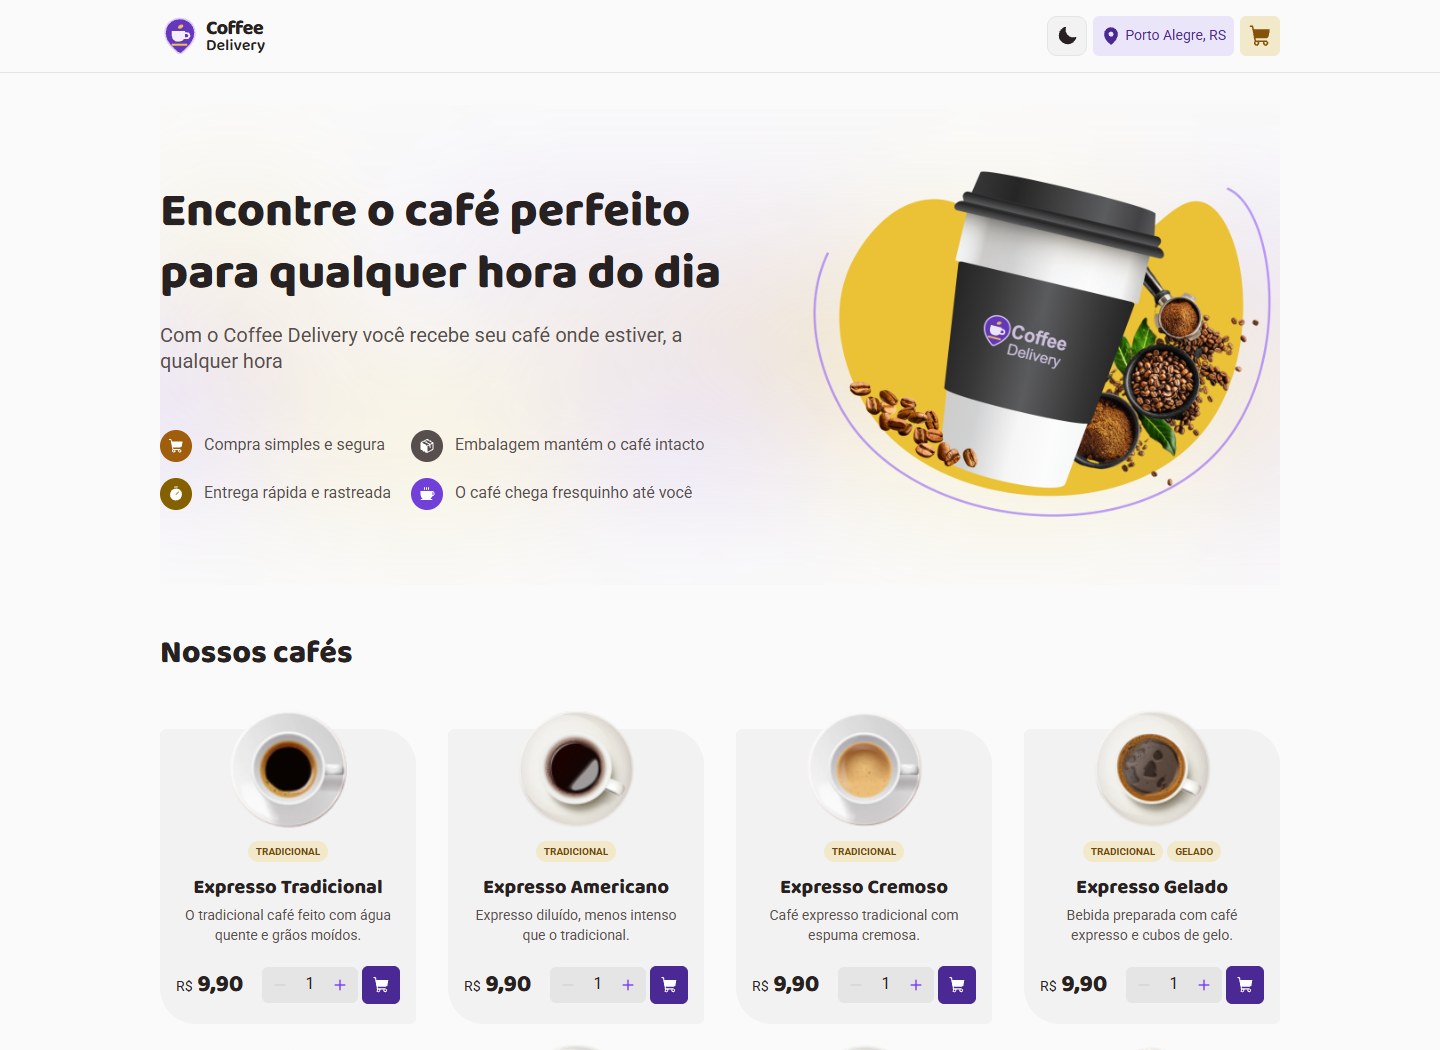 Coffee
Delivery
Porto Alegre, RS
Encontre o café perfeito
para qualquer hora do dia
Com o Coffee Delivery você recebe seu café onde estiver, a
qualquer hora
Compra simples e segura
Embalagem mantém o café intacto
Entrega rápida e rastreada
O café chega fresquinho até você
Coffee
Delivery
Nossos cafés
TRADICIONAL
Expresso Tradicional
O tradicional café feito com água
quente e grãos moídos.
R$ 9,90
1
TRADICIONAL
Expresso Americano
Expresso diluído, menos intenso
que o tradicional.
R$ 9,90
1
TRADICIONAL
Expresso Cremoso
Café expresso tradicional com
espuma cremosa.
R$ 9,90
1
TRADICIONAL GELADO
Expresso Gelado
Bebida preparada com café
expresso e cubos de gelo.
R$ 9,90
1